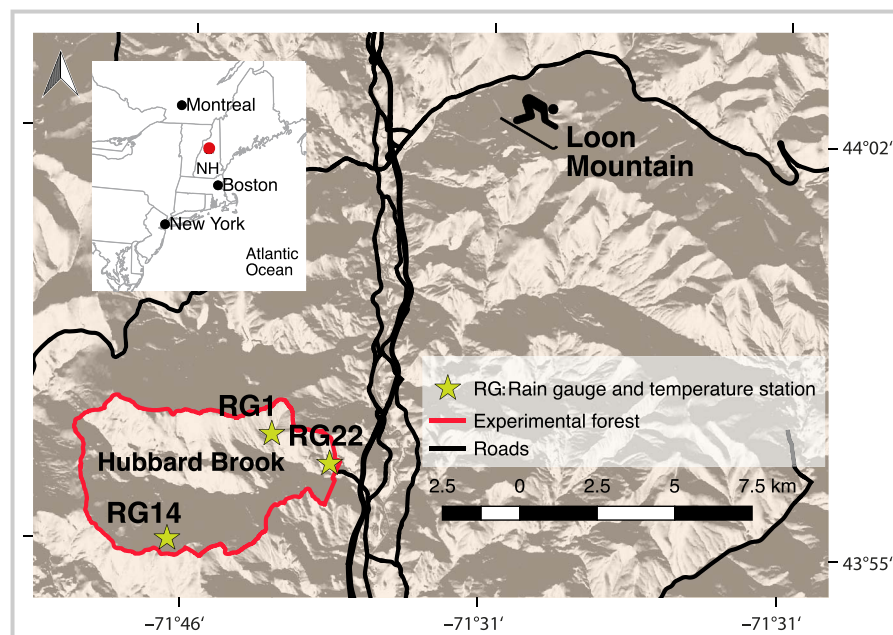 Montreal
NH
Boston
New York
Atlantic
Ocean
Loon
Mountain
44°02‘
RG: Rain gauge and temperature station
Experimental forest
Roads
RG1
RG22
Hubbard Brook
RG14
2.5 0 2.5 5 7.5 km
43°55‘
–71°46‘ –71°31‘ –71°31‘